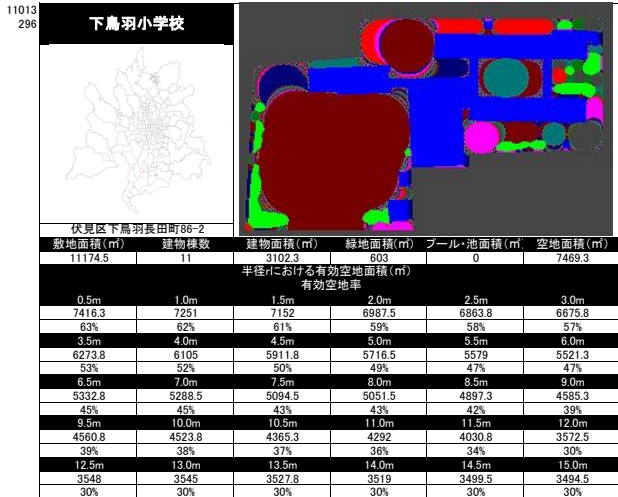 11013
296
下鳥羽小学校
伏見区下鳥羽長田町86-2
敷地面積(㎡) 建物棟数 建物面積(㎡) 緑地面積(㎡) プール・池面積(㎡ 空地面積(㎡)
11174.5 11 3102.3 603 0 7469.3
半径rにおける有効空地面積(㎡)
有効空地率
0.5m 1.0m 1.5m 2.0m 2.5m 3.0m
7416.3 7251 7152 6987.5 6863.8 6675.8
63% 62% 61% 59% 58% 57%
3.5m 4.0m 4.5m 5.0m 5.5m 6.0m
6273.8 6105 5911.8 5716.5 5579 5521.3
53% 52% 50% 49% 47% 47%
6.5m 7.0m 7.5m 8.0m 8.5m 9.0m
5332.8 5288.5 5094.5 5051.5 4897.3 4585.3
45% 45% 43% 43% 42% 39%
9.5m 10.0m 10.5m 11.0m 11.5m 12.0m
4560.8 4523.8 4365.3 4292 4030.8 3572.5
39% 38% 37% 36% 34% 30%
12.5m 13.0m 13.5m 14.0m 14.5m 15.0m
3548 3545 3527.8 3519 3499.5 3494.5
30% 30% 30% 30% 30% 30%